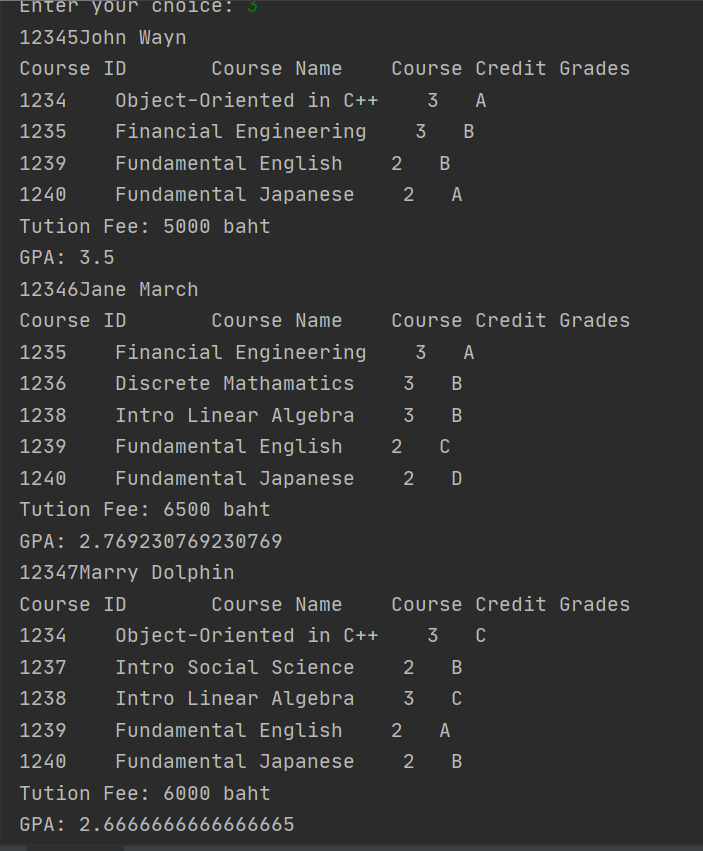 Enter your choice: 3
12345John Wayn
Course ID       Course Name    Course Credit Grades
1234    Object-Oriented in C++    3   A
1235    Financial Engineering    3   B
1239    Fundamental English    2   B
1240    Fundamental Japanese    2   A
Tution Fee: 5000 baht
GPA: 3.5
12346Jane March
Course ID       Course Name    Course Credit Grades
1235    Financial Engineering    3   A
1236    Discrete Mathamatics    3   B
1238    Intro Linear Algebra    3   B
1239    Fundamental English    2   C
1240    Fundamental Japanese    2   D
Tution Fee: 6500 baht
GPA: 2.769230769230769
12347Marry Dolphin
Course ID       Course Name    Course Credit Grades
1234    Object-Oriented in C++    3   C
1237    Intro Social Science    2   B
1238    Intro Linear Algebra    3   C
1239    Fundamental English    2   A
1240    Fundamental Japanese    2   B
Tution Fee: 6000 baht
GPA: 2.6666666666666665